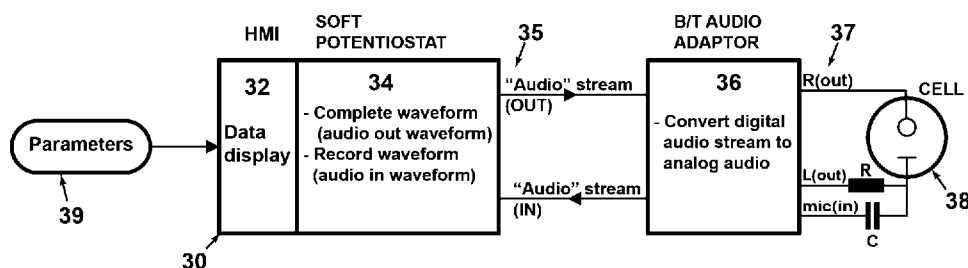 HMI
SOFT
POTENTIOSTAT
35
B/T AUDIO
ADAPTOR
37
32
34
36
R(out)
CELL
"Audio" stream
(OUT)
- Complete waveform
(audio out waveform)
- Record waveform
(audio in waveform)
Data
display
- Convert digital
audio stream to
analog audio
Parameters
"Audio" stream
(IN)
L(out)
R
mic(in)
C
38
39
30